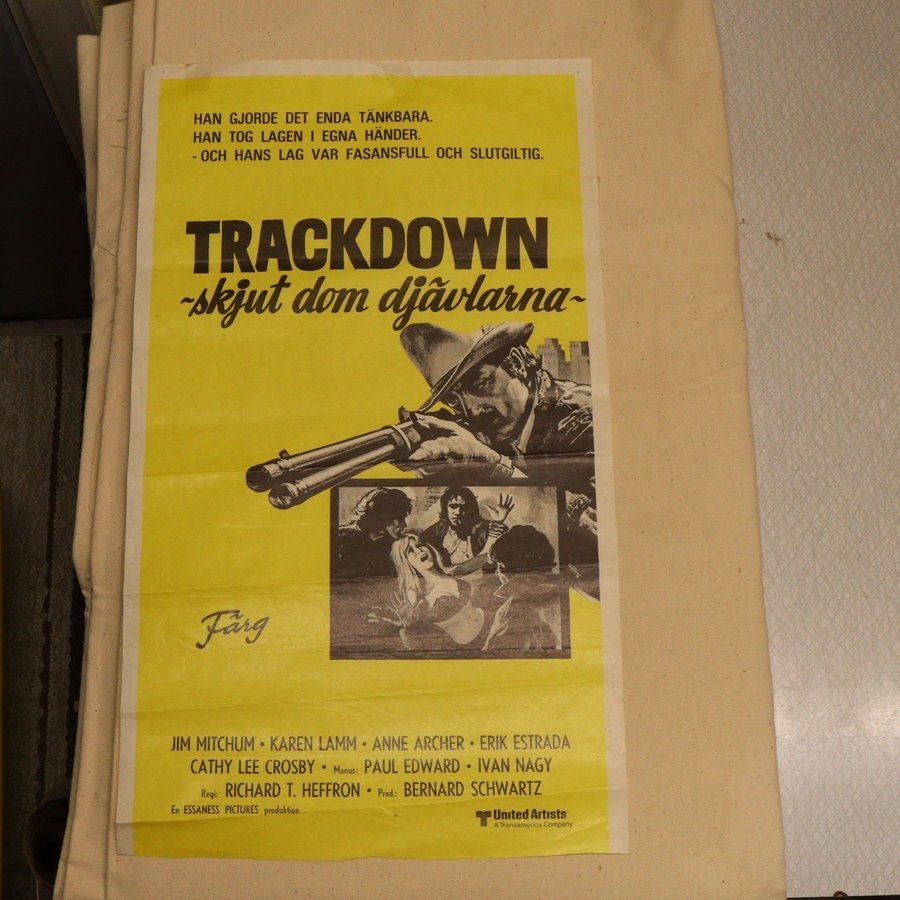 HAN GJORDE DET ENDA TÄNKBARA.
HAN TOG LAGEN I EGNA HÄNDER.
- OCH HANS LAG VAR FASANSFULL OCH SLUTGILTIG.
TRACKDOWN
~skjut dom djävlarna~
Färg
JIM MITCHUM • KAREN LAMM • ANNE ARCHER • ERIK ESTRADA
CATHY LEE CROSBY • Manus: PAUL EDWARD • IVAN NAGY
Regi: RICHARD T. HEFFRON • Prod.: BERNARD SCHWARTZ
En ESSANESS PICTURES produktion
United Artists
A Transamerica Company